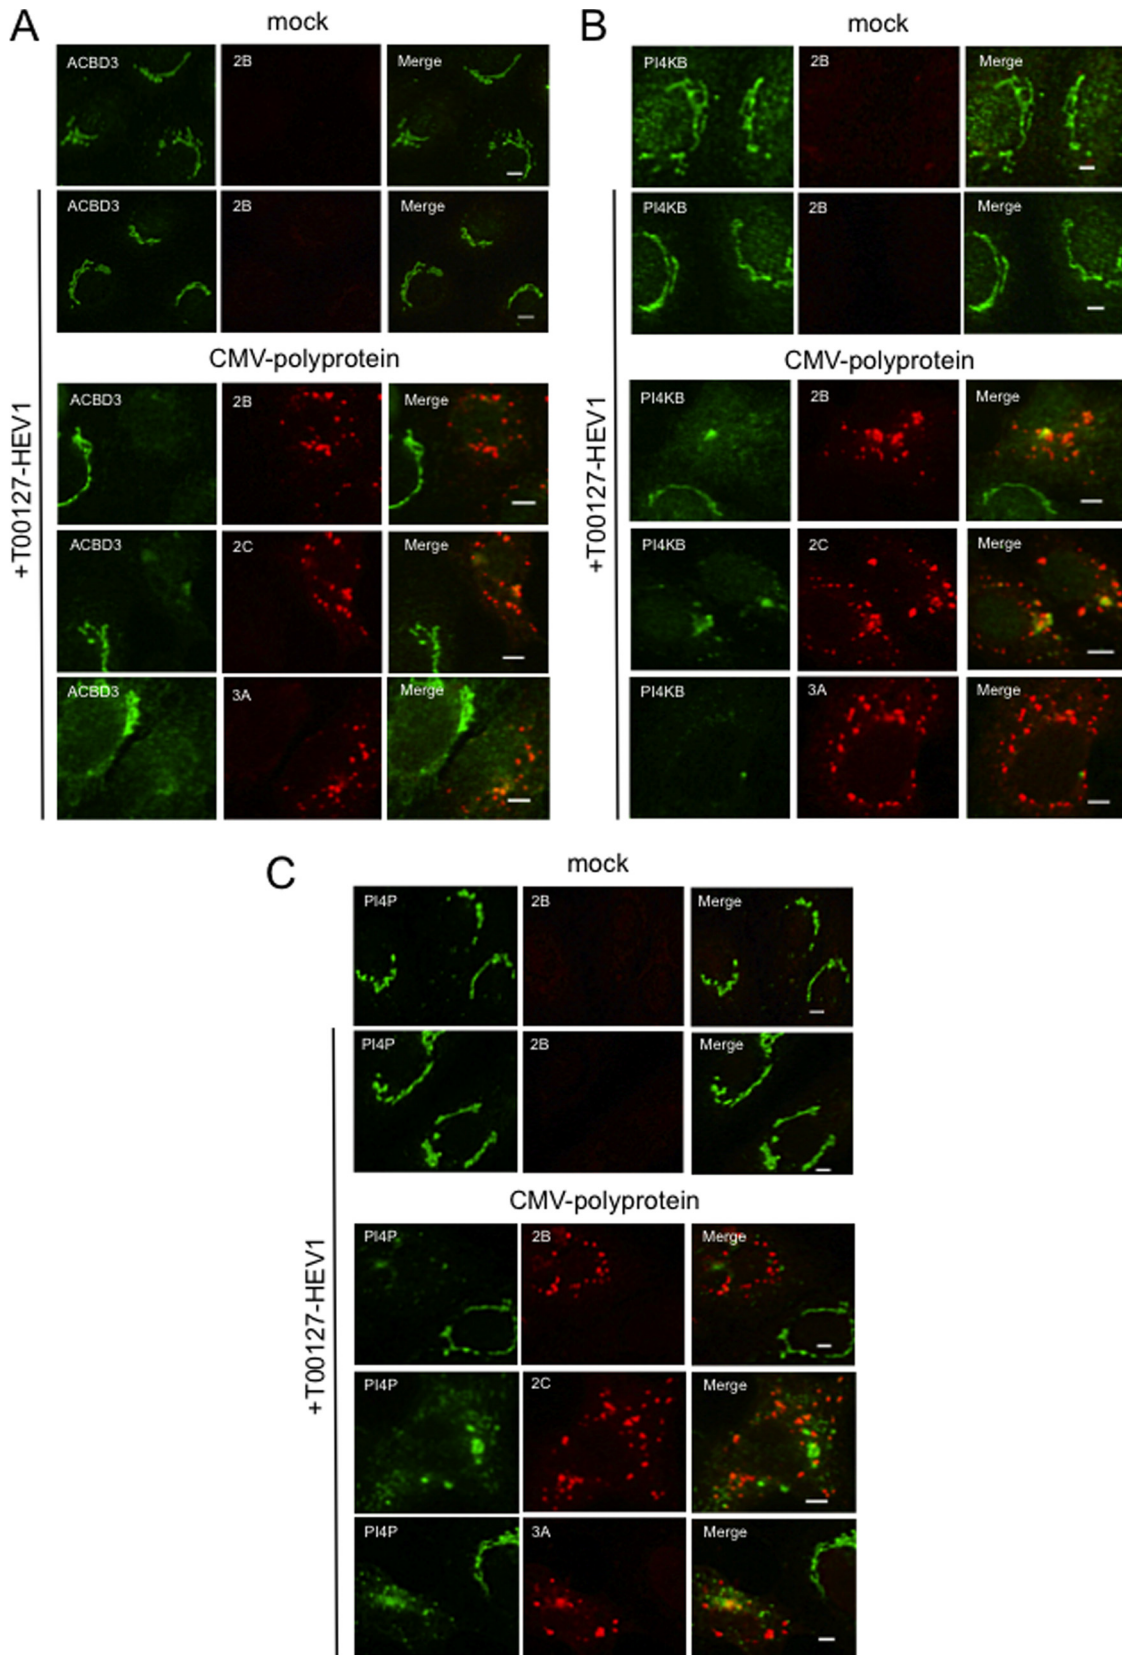 A
mock
ACBD3 2B Merge
ACBD3 2B Merge
CMV-polyprotein
ACBD3 2B Merge
ACBD3 2C Merge
ACBD3 3A Merge
+T00127-HEV1
B
mock
PI4KB 2B Merge
PI4KB 2B Merge
CMV-polyprotein
PI4KB 2B Merge
PI4KB 2C Merge
PI4KB 3A Merge
+T00127-HEV1
C
mock
PI4P 2B Merge
PI4P 2B Merge
CMV-polyprotein
PI4P 2B Merge
PI4P 2C Merge
PI4P 3A Merge
+T00127-HEV1